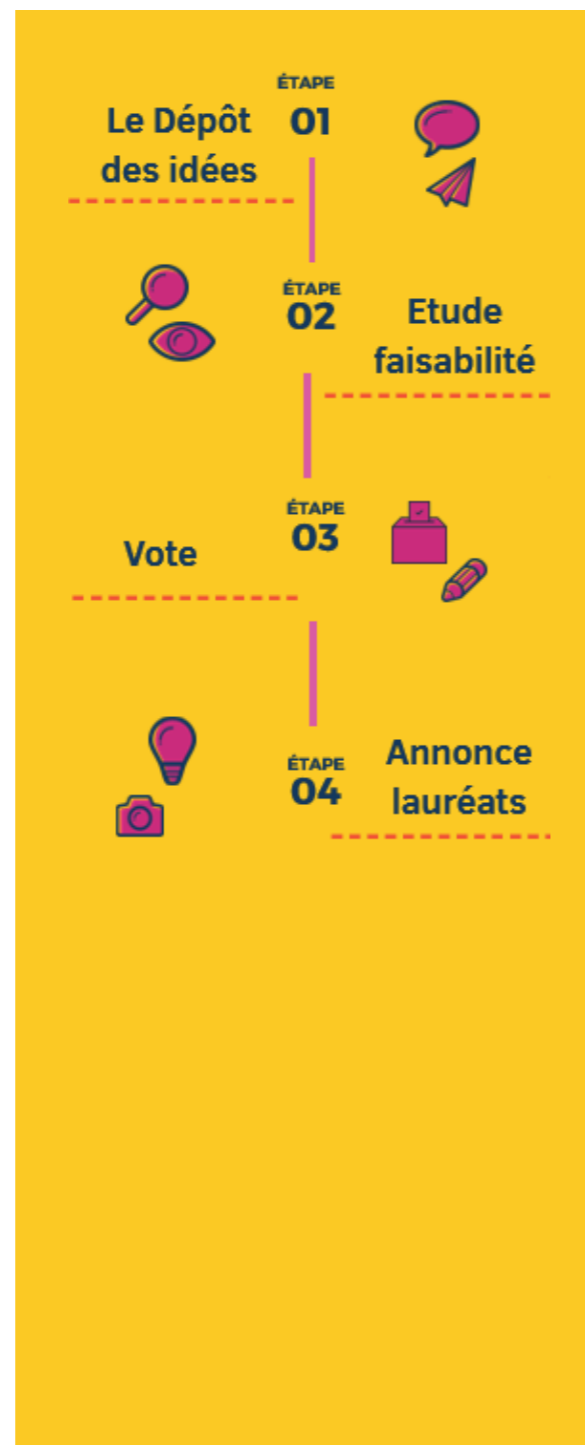 ÉTAPE
01
Le Dépôt
des idées
ÉTAPE
02
Etude
faisabilité
ÉTAPE
03
Vote
ÉTAPE
04
Annonce
lauréats